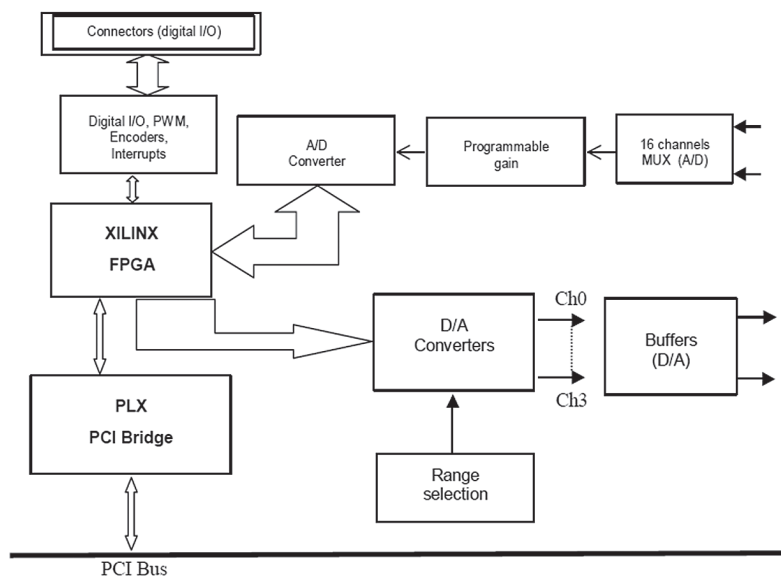 Connectors (digital I/O)
Digital I/O, PWM,
Encoders,
Interrupts
A/D
Converter
Programmable
gain
16 channels
MUX (A/D)
XILINX
FPGA
D/A
Converters
Ch0
Ch3
Buffers
(D/A)
PLX
PCI Bridge
Range
selection
PCI Bus